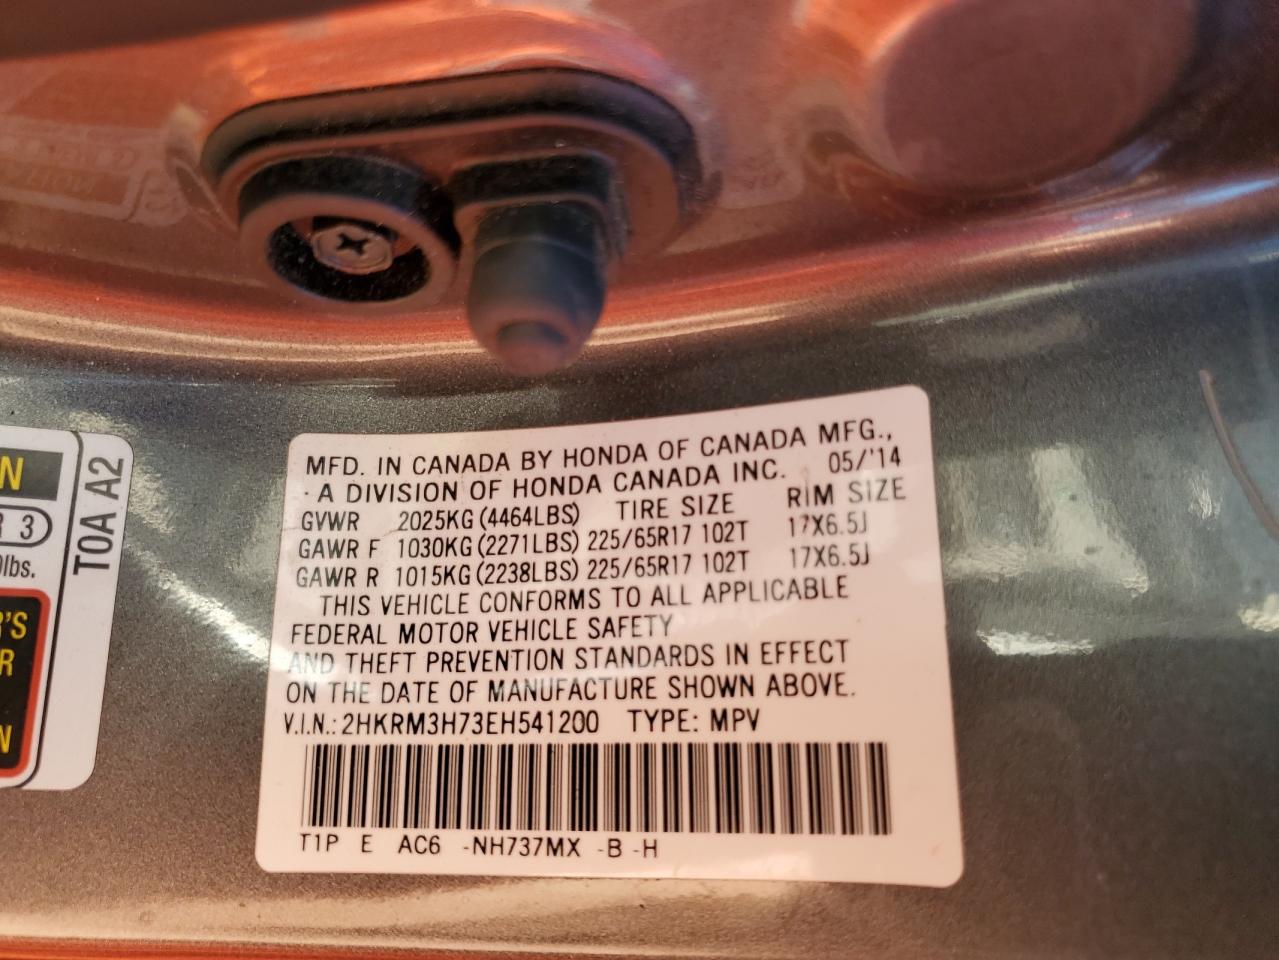 MFD. IN CANADA BY HONDA OF CANADA MFG.,
A DIVISION OF HONDA CANADA INC. 05/'14
GVWR 2025KG (4464LBS) TIRE SIZE RIM SIZE
GAWR F 1030KG (2271LBS) 225/65R17 102T 17X6.5J
GAWR R 1015KG (2238LBS) 225/65R17 102T 17X6.5J
THIS VEHICLE CONFORMS TO ALL APPLICABLE
FEDERAL MOTOR VEHICLE SAFETY
AND THEFT PREVENTION STANDARDS IN EFFECT
ON THE DATE OF MANUFACTURE SHOWN ABOVE.
V.I.N.: 2HKRM3H73EH541200 TYPE: MPV
T1P E AC6 -NH737MX -B -H
T0A A2
N
R 3
lbs.
R'S
R
N